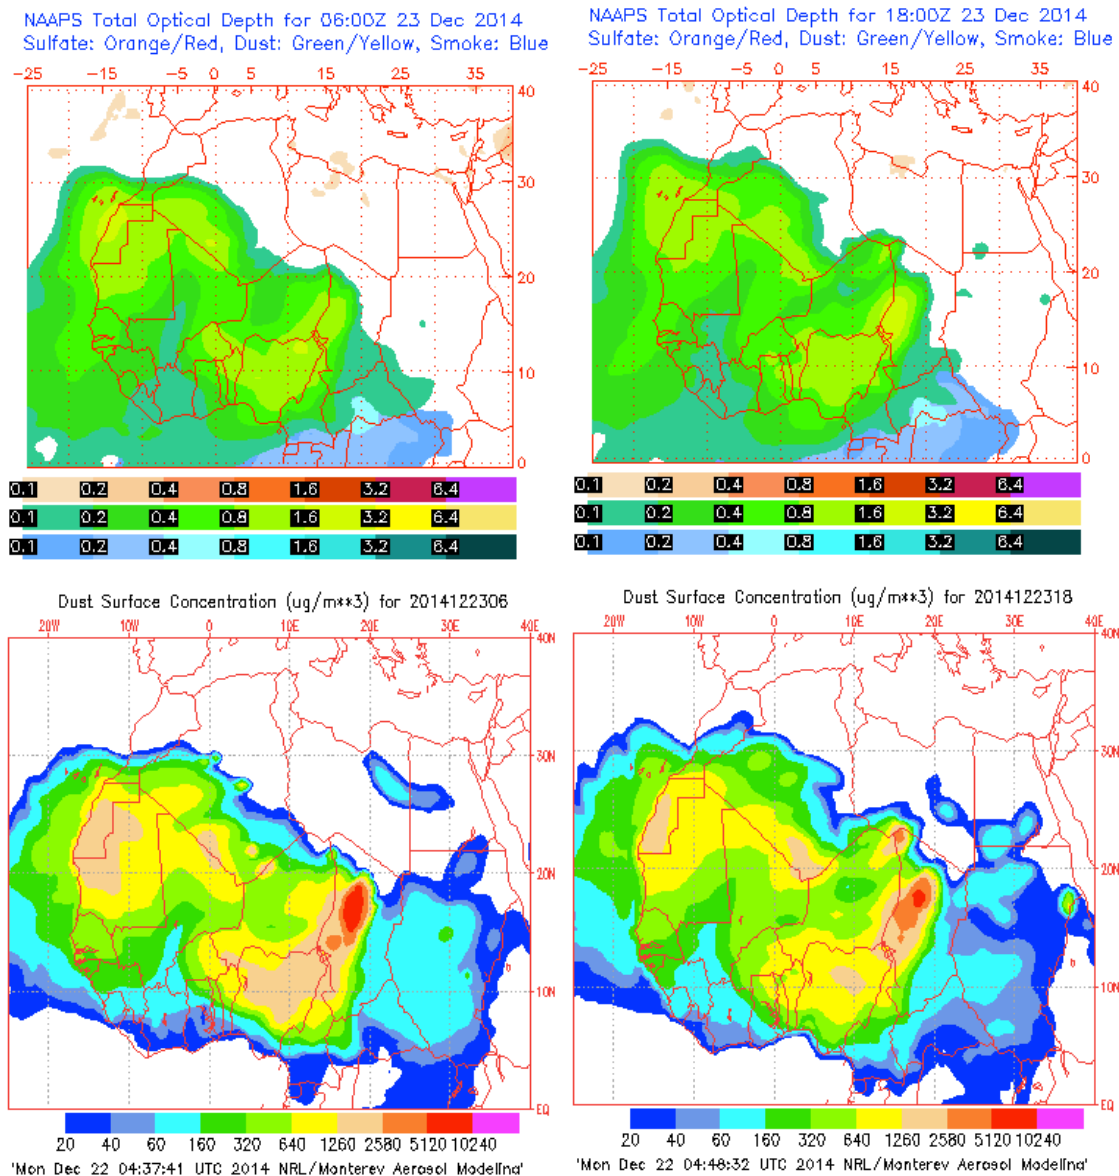 NAAPS Total Optical Depth for 06:00Z 23 Dec 2014
Sulfate: Orange/Red, Dust: Green/Yellow, Smoke: Blue
-25 -15 -5 0 5 15 25 35
40
30
20
10
0
0.1 0.2 0.4 0.8 1.6 3.2 6.4
0.1 0.2 0.4 0.8 1.6 3.2 6.4
0.1 0.2 0.4 0.8 1.6 3.2 6.4
NAAPS Total Optical Depth for 18:00Z 23 Dec 2014
Sulfate: Orange/Red, Dust: Green/Yellow, Smoke: Blue
-25 -15 -5 0 5 15 25 35
40
30
20
10
0
0.1 0.2 0.4 0.8 1.6 3.2 6.4
0.1 0.2 0.4 0.8 1.6 3.2 6.4
0.1 0.2 0.4 0.8 1.6 3.2 6.4
Dust Surface Concentration (ug/m**3) for 2014122306
20W 10W 0 10E 20E 30E 40E
40N
30N
20N
10N
EQ
20 40 60 160 320 640 1260 2580 5120 10240
'Mon Dec 22 04:37:41 UTC 2014 NRL/Monterey Aerosol Modeling'
Dust Surface Concentration (ug/m**3) for 2014122318
20W 10W 0 10E 20E 30E 40E
40N
30N
20N
10N
EQ
20 40 60 160 320 640 1260 2580 5120 10240
'Mon Dec 22 04:48:32 UTC 2014 NRL/Monterey Aerosol Modeling'